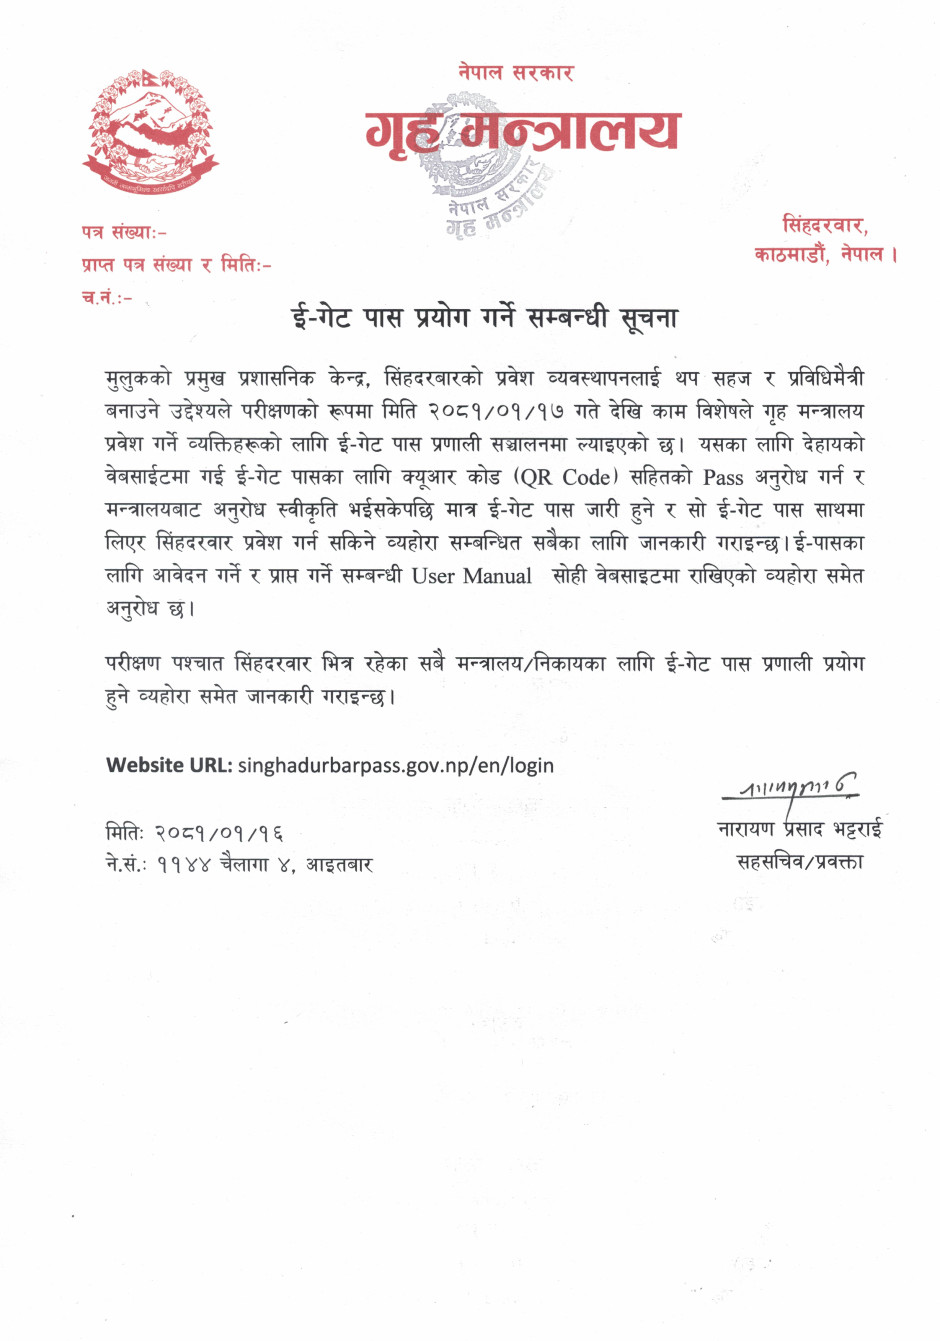 नेपाल सरकार
गृह मन्त्रालय
नेपाल सरकार
गृह मन्त्रालय
पत्र संख्याः-
प्राप्त पत्र संख्या र मितिः-
च.नं.:-
सिंहदरवार,
काठमाडौं, नेपाल ।
ई-गेट पास प्रयोग गर्ने सम्बन्धी सूचना
मुलुकको प्रमुख प्रशासनिक केन्द्र, सिंहदरबारको प्रवेश व्यवस्थापनलाई थप सहज र प्रविधिमैत्री
बनाउने उद्देश्यले परीक्षणको रूपमा मिति २०८१/०१/१७ गते देखि काम विशेषले गृह मन्त्रालय
प्रवेश गर्ने व्यक्तिहरूको लागि ई-गेट पास प्रणाली सञ्चालनमा ल्याइएको छ। यसका लागि देहायको
वेबसाईटमा गई ई-गेट पासका लागि क्यूआर कोड (QR Code) सहितको Pass अनुरोध गर्न र
मन्त्रालयबाट अनुरोध स्वीकृति भईसकेपछि मात्र ई-गेट पास जारी हुने र सो ई-गेट पास साथमा
लिएर सिंहदरवार प्रवेश गर्न सकिने व्यहोरा सम्बन्धित सबैका लागि जानकारी गराइन्छ।ई-पासका
लागि आवेदन गर्ने र प्राप्त गर्ने सम्बन्धी User Manual सोही वेबसाइटमा राखिएको व्यहोरा समेत
अनुरोध छ।
परीक्षण पश्चात सिंहदरवार भित्र रहेका सबै मन्त्रालय/निकायका लागि ई-गेट पास प्रणाली प्रयोग
हुने व्यहोरा समेत जानकारी गराइन्छ।
Website URL: singhadurbarpass.gov.np/en/login
मितिः २०८१/०१/१६
ने.सं.: ११४४ चैलागा ४, आइतबार
नारायण प्रसाद भट्टराई
सहसचिव/प्रवक्ता